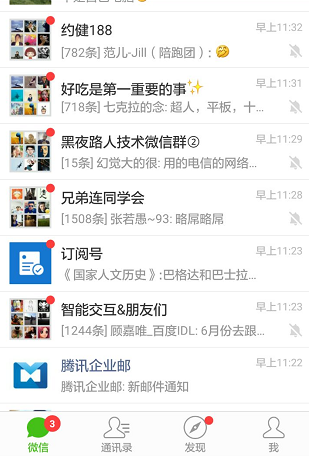 约健188
早上11:32
[782条] 范儿-Jill（陪跑团）: 🤣
好吃是第一重要的事✨
早上11:31
[718条] 七克拉的念: 超人，平板，十...
黑夜路人技术微信群②
早上11:29
[15条] 幻觉大的很: 用的电信的网络...
兄弟连同学会
早上11:28
[1508条] 张若愚~93: 略屌略屌
订阅号
早上11:23
《国家人文历史》:巴格达和巴士拉...
智能交互&朋友们
早上11:23
[1244条] 顾嘉唯_百度IDL: 6月份去跟...
腾讯企业邮
早上11:22
腾讯企业邮: 新邮件通知
3
微信
通讯录
发现
我